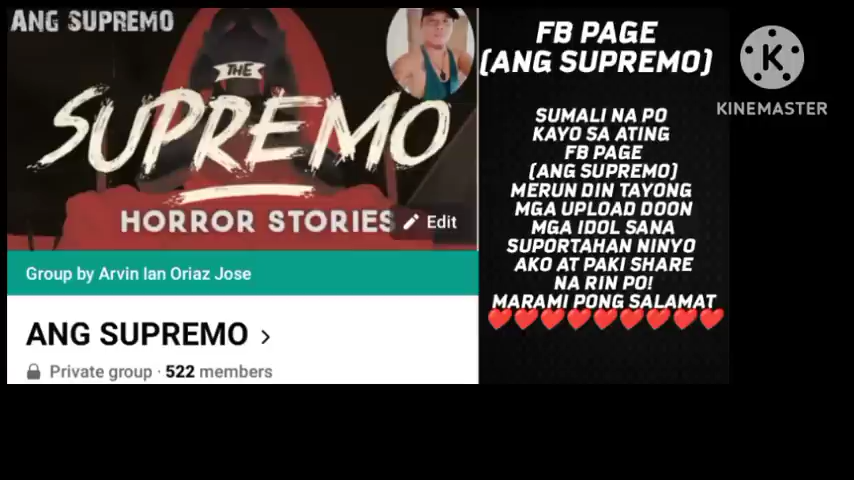 ANG SUPREMO
THE
SUPREMO
HORROR STORIES
Edit
Group by Arvin Ian Oriaz Jose
ANG SUPREMO >
Private group · 522 members
FB PAGE
(ANG SUPREMO)
SUMALI NA PO
KAYO SA ATING
FB PAGE
(ANG SUPREMO)
MERUN DIN TAYONG
MGA UPLOAD DOON
MGA IDOL SANA
SUPORTAHAN NINYO
AKO AT PAKI SHARE
NA RIN PO!
MARAMI PONG SALAMAT
❤️❤️❤️❤️❤️❤️❤️❤️❤️
K
KINEMASTER